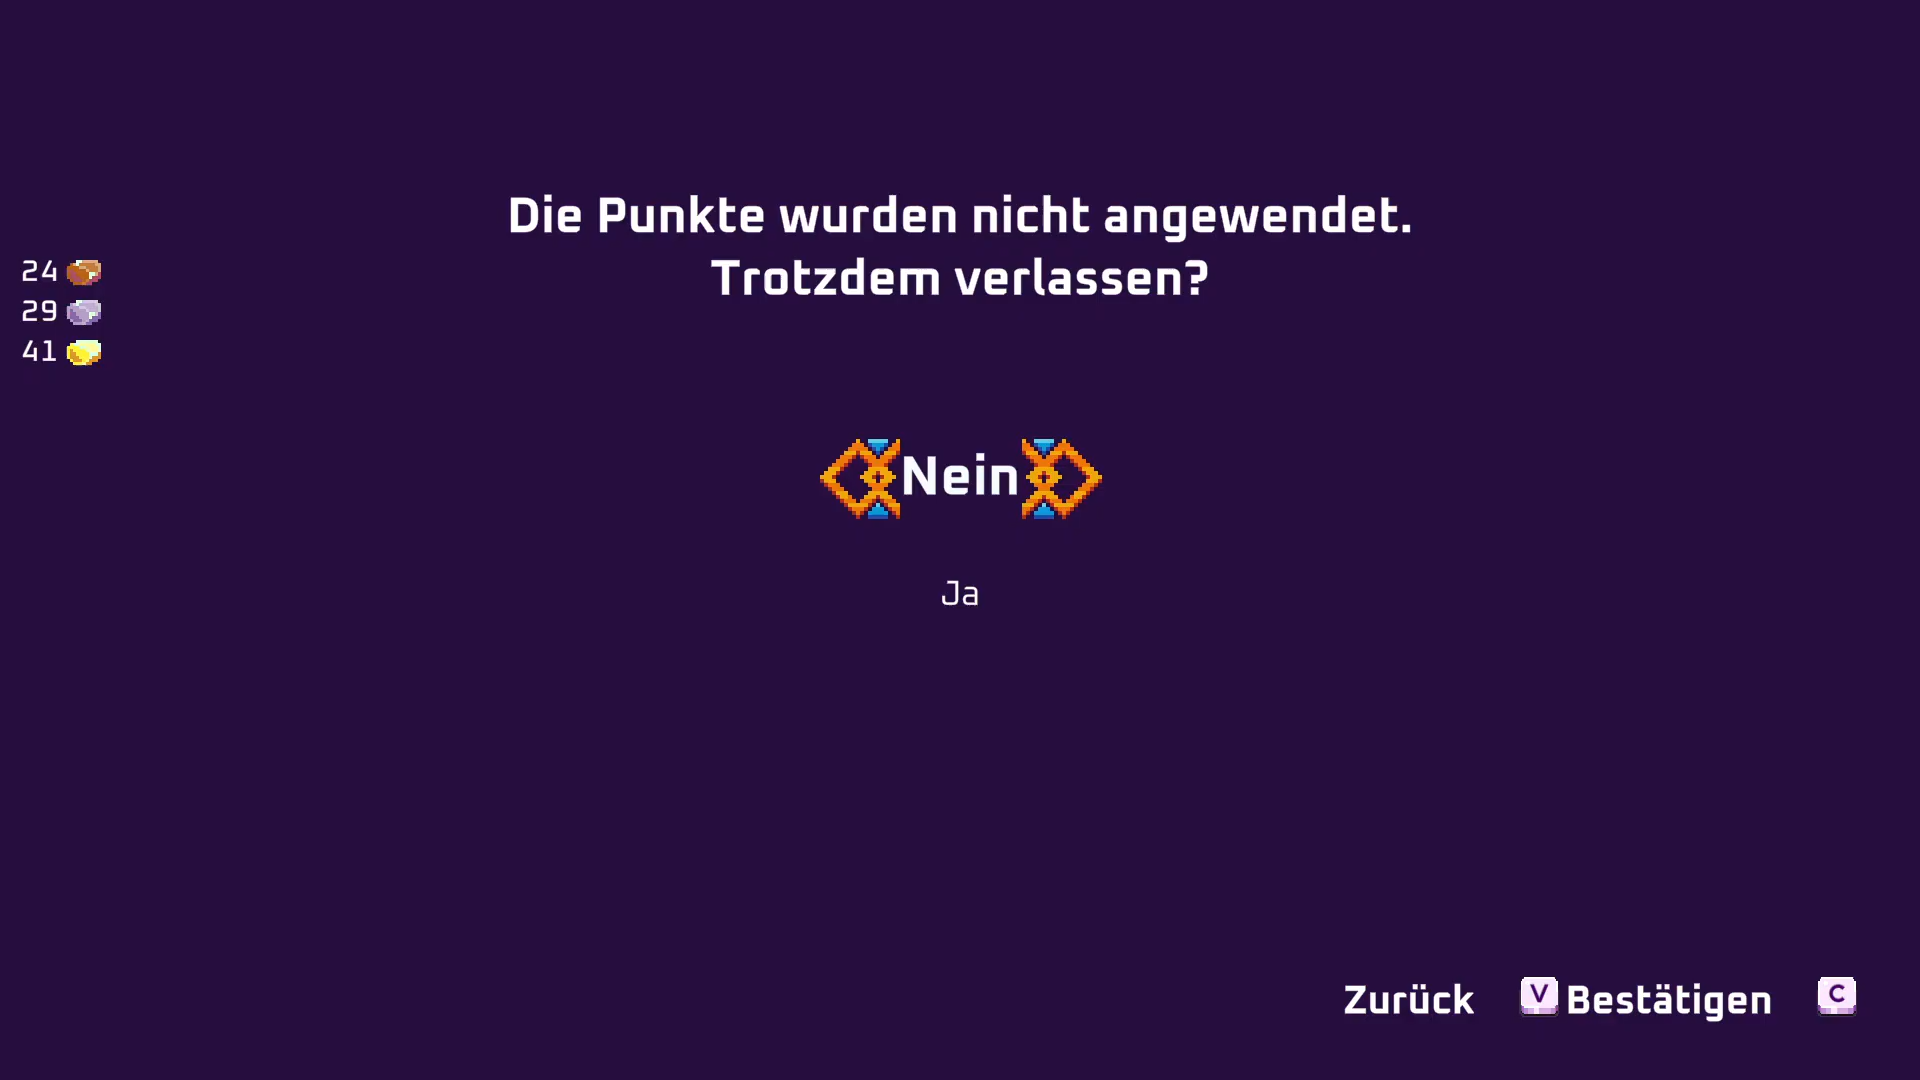 Die Punkte wurden nicht angewendet.
Trotzdem verlassen?
24
29
41
Nein
Ja
Zurück V Bestätigen C